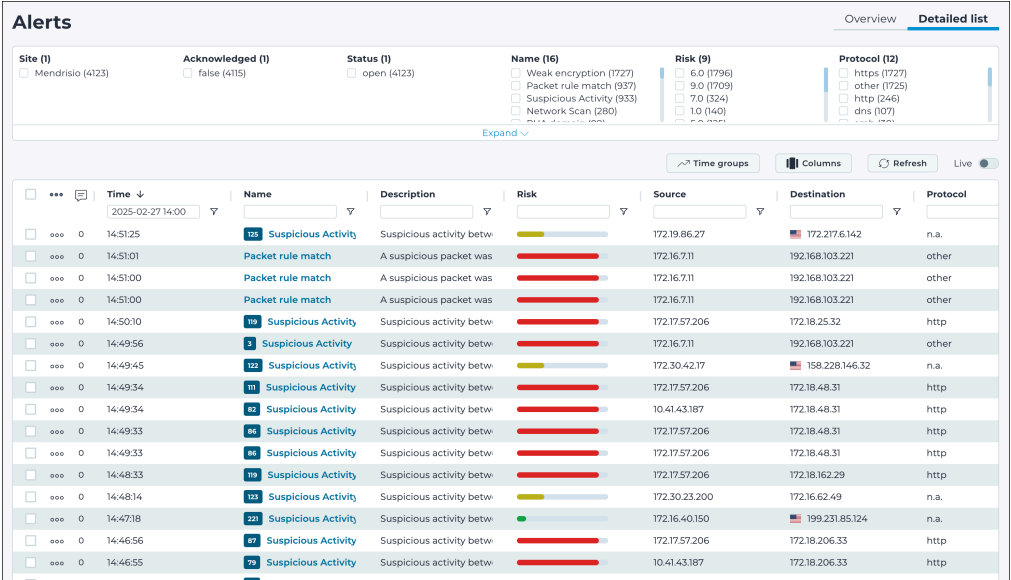 Alerts
Overview Detailed list
Site (1) Acknowledged (1) Status (1) Name (16) Risk (9) Protocol (12)
Mendrisio (4123) false (4115) open (4123) Weak encryption (1727) 6.0 (1796) https (1727)
Packet rule match (937) 9.0 (1709) other (1725)
Suspicious Activity (933) 7.0 (324) http (246)
Network Scan (280) 1.0 (140) dns (107)
Expand
Time groups Columns Refresh Live
Time Name Description Risk Source Destination Protocol
2025-02-27 14:00
0 14:51:25 125 Suspicious Activity Suspicious activity betw 172.19.86.27 172.217.6.142 n.a.
0 14:51:01 Packet rule match A suspicious packet was 172.16.7.11 192.168.103.221 other
0 14:51:00 Packet rule match A suspicious packet was 172.16.7.11 192.168.103.221 other
0 14:51:00 Packet rule match A suspicious packet was 172.16.7.11 192.168.103.221 other
0 14:50:10 119 Suspicious Activity Suspicious activity betw 172.17.57.206 172.18.25.32 http
0 14:49:56 3 Suspicious Activity Suspicious activity betw 172.16.7.11 192.168.103.221 other
0 14:49:45 122 Suspicious Activity Suspicious activity betw 172.30.42.17 158.228.146.32 n.a.
0 14:49:34 111 Suspicious Activity Suspicious activity betw 172.17.57.206 172.18.48.31 http
0 14:49:34 82 Suspicious Activity Suspicious activity betw 10.41.43.187 172.18.48.31 http
0 14:49:33 86 Suspicious Activity Suspicious activity betw 172.17.57.206 172.18.48.31 http
0 14:49:33 86 Suspicious Activity Suspicious activity betw 172.17.57.206 172.18.48.31 http
0 14:48:33 119 Suspicious Activity Suspicious activity betw 172.17.57.206 172.18.162.29 http
0 14:48:14 123 Suspicious Activity Suspicious activity betw 172.30.23.200 172.16.62.49 n.a.
0 14:47:18 221 Suspicious Activity Suspicious activity betw 172.16.40.150 199.231.85.124 n.a.
0 14:46:56 87 Suspicious Activity Suspicious activity betw 172.17.57.206 172.18.206.33 http
0 14:46:55 79 Suspicious Activity Suspicious activity betw 10.41.43.187 172.18.206.33 http